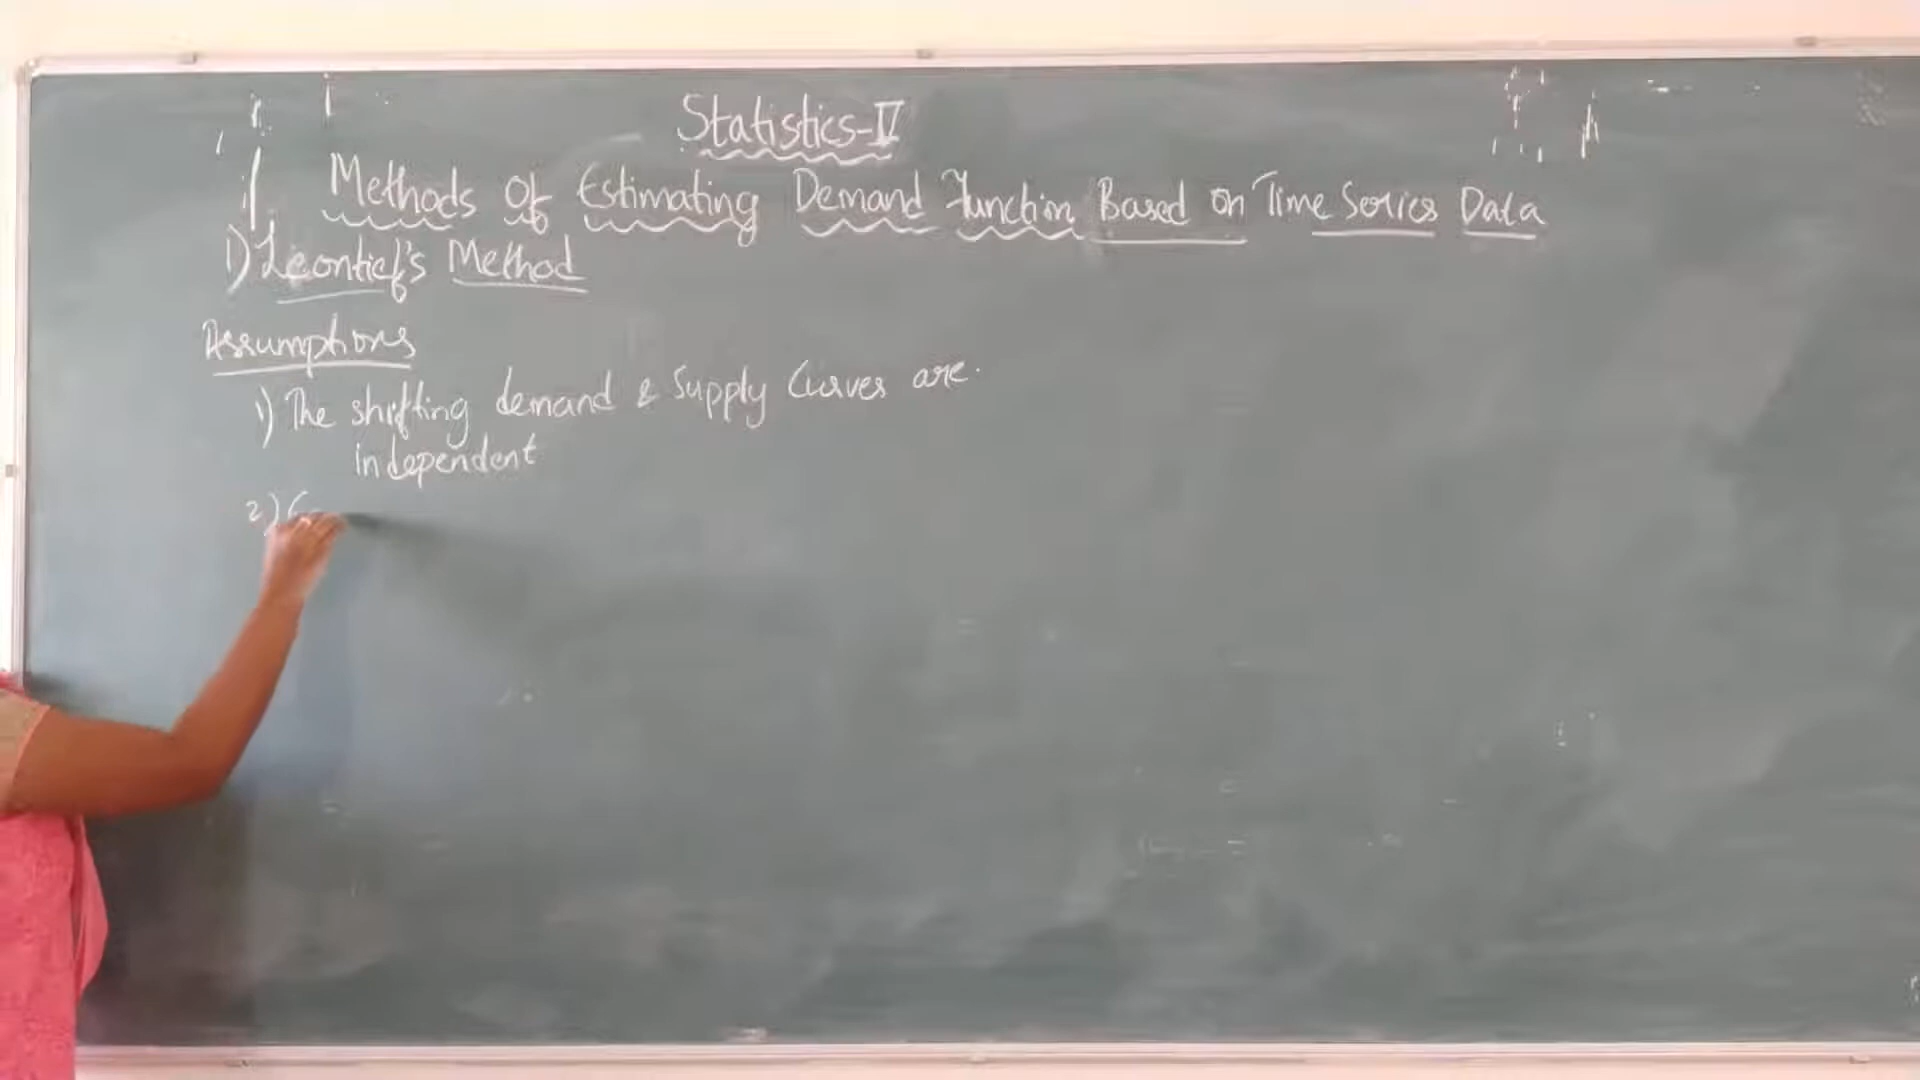 Statistics-IV
Methods Of Estimating Demand Function Based on Time Series Data
1) Leontief's Method
Assumptions
1) The shifting demand & Supply Curves are.
independent
2)